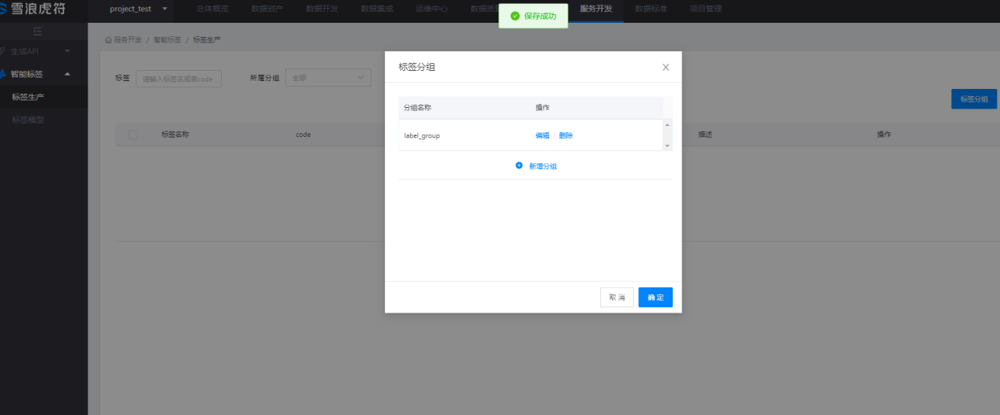 雪浪虎符
project_test
总体概览
数据资产
数据开发
数据集成
运维中心
数据质
服务开发
数据标准
项目管理
保存成功
生成API
智能标签
标签生产
标签模型
服务开发 / 智能标签 / 标签生产
标签
请输入标签名或者code
所属分组
全部
标签分组
标签名称
code
描述
操作
标签分组
分组名称
操作
label_group
编辑
删除
新增分组
取 消
确 定